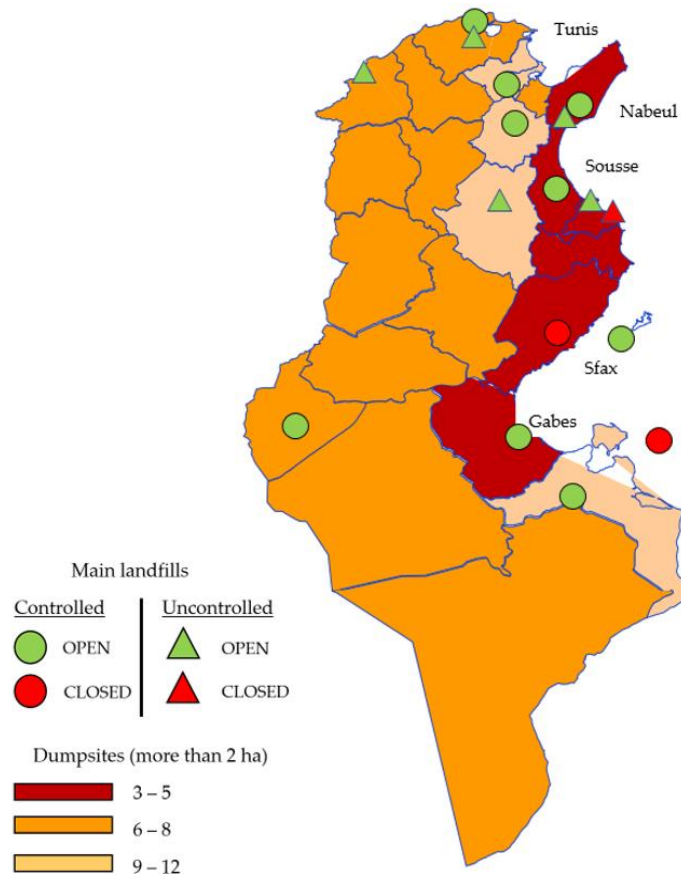 Tunis
Nabeul
Sousse
Sfax
Gabes
Main landfills
Controlled Uncontrolled
OPEN OPEN
CLOSED CLOSED
Dumpsites (more than 2 ha)
3 – 5
6 – 8
9 – 12